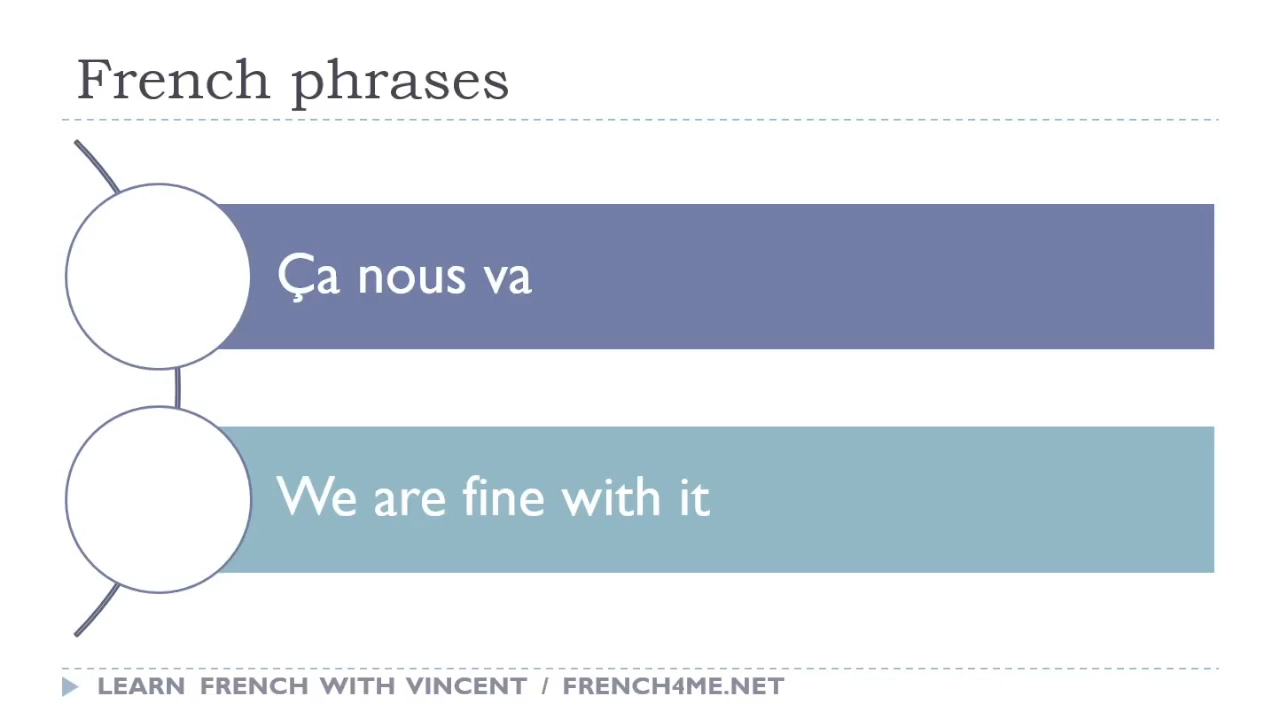 French phrases
Ça nous va
We are fine with it
LEARN FRENCH WITH VINCENT / FRENCH4ME.NET